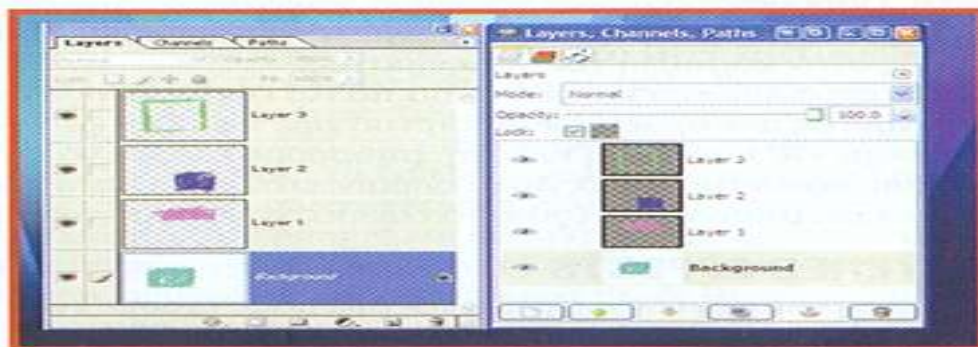 Layers Channels Paths
Layer 3
Layer 2
Layer 1
Background
Layers, Channels, Paths
Layers
Mode: Normal
Opacity: 100.0
Lock:
Layer 3
Layer 2
Layer 1
Background